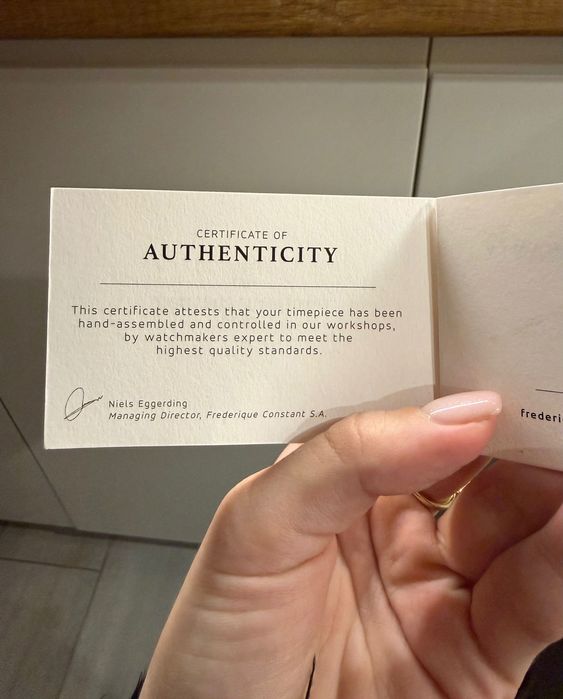 CERTIFICATE OF
AUTHENTICITY
This certificate attests that your timepiece has been
hand-assembled and controlled in our workshops,
by watchmakers expert to meet the
highest quality standards.
Niels Eggerding
Managing Director, Frederique Constant S.A.
frederi